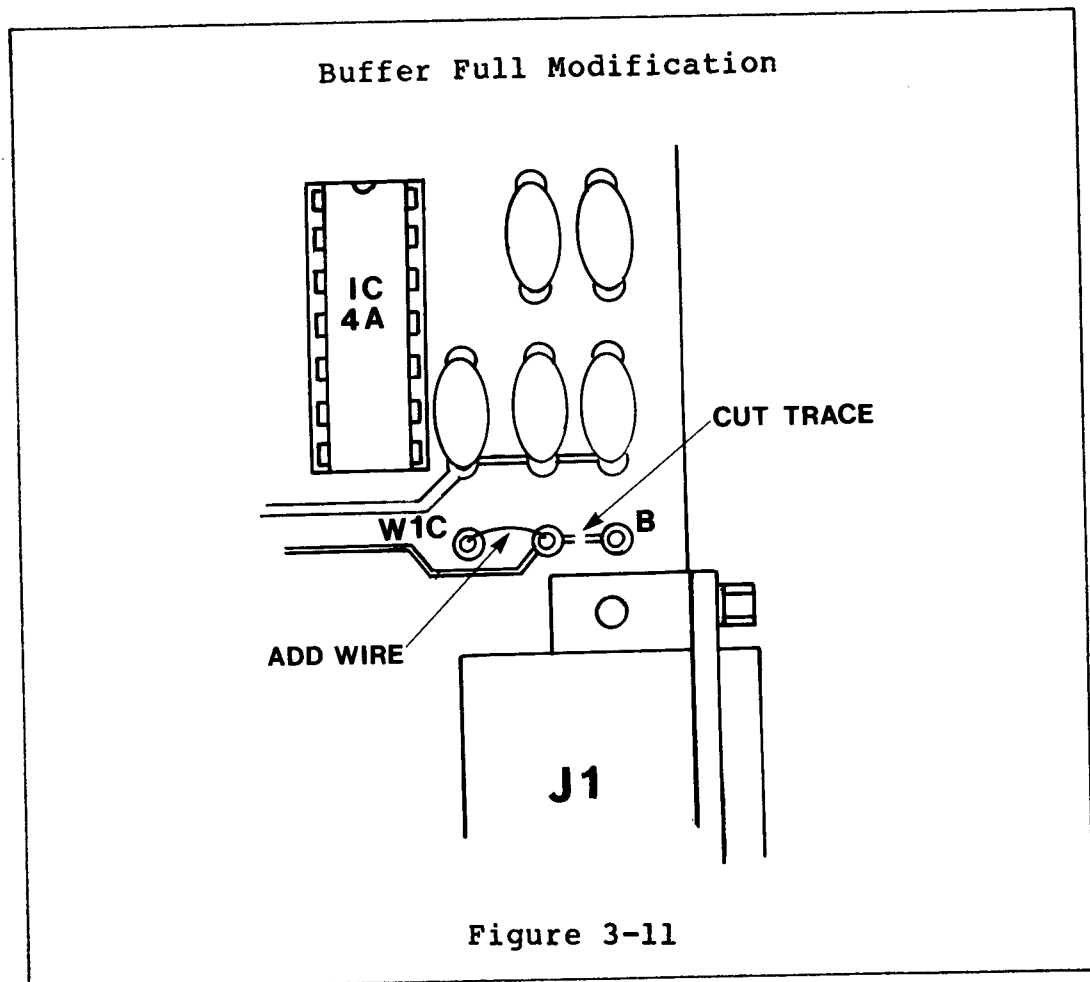 Buffer Full Modification
IC
4A
CUT TRACE
W1C
B
ADD WIRE
J1
Figure 3-11